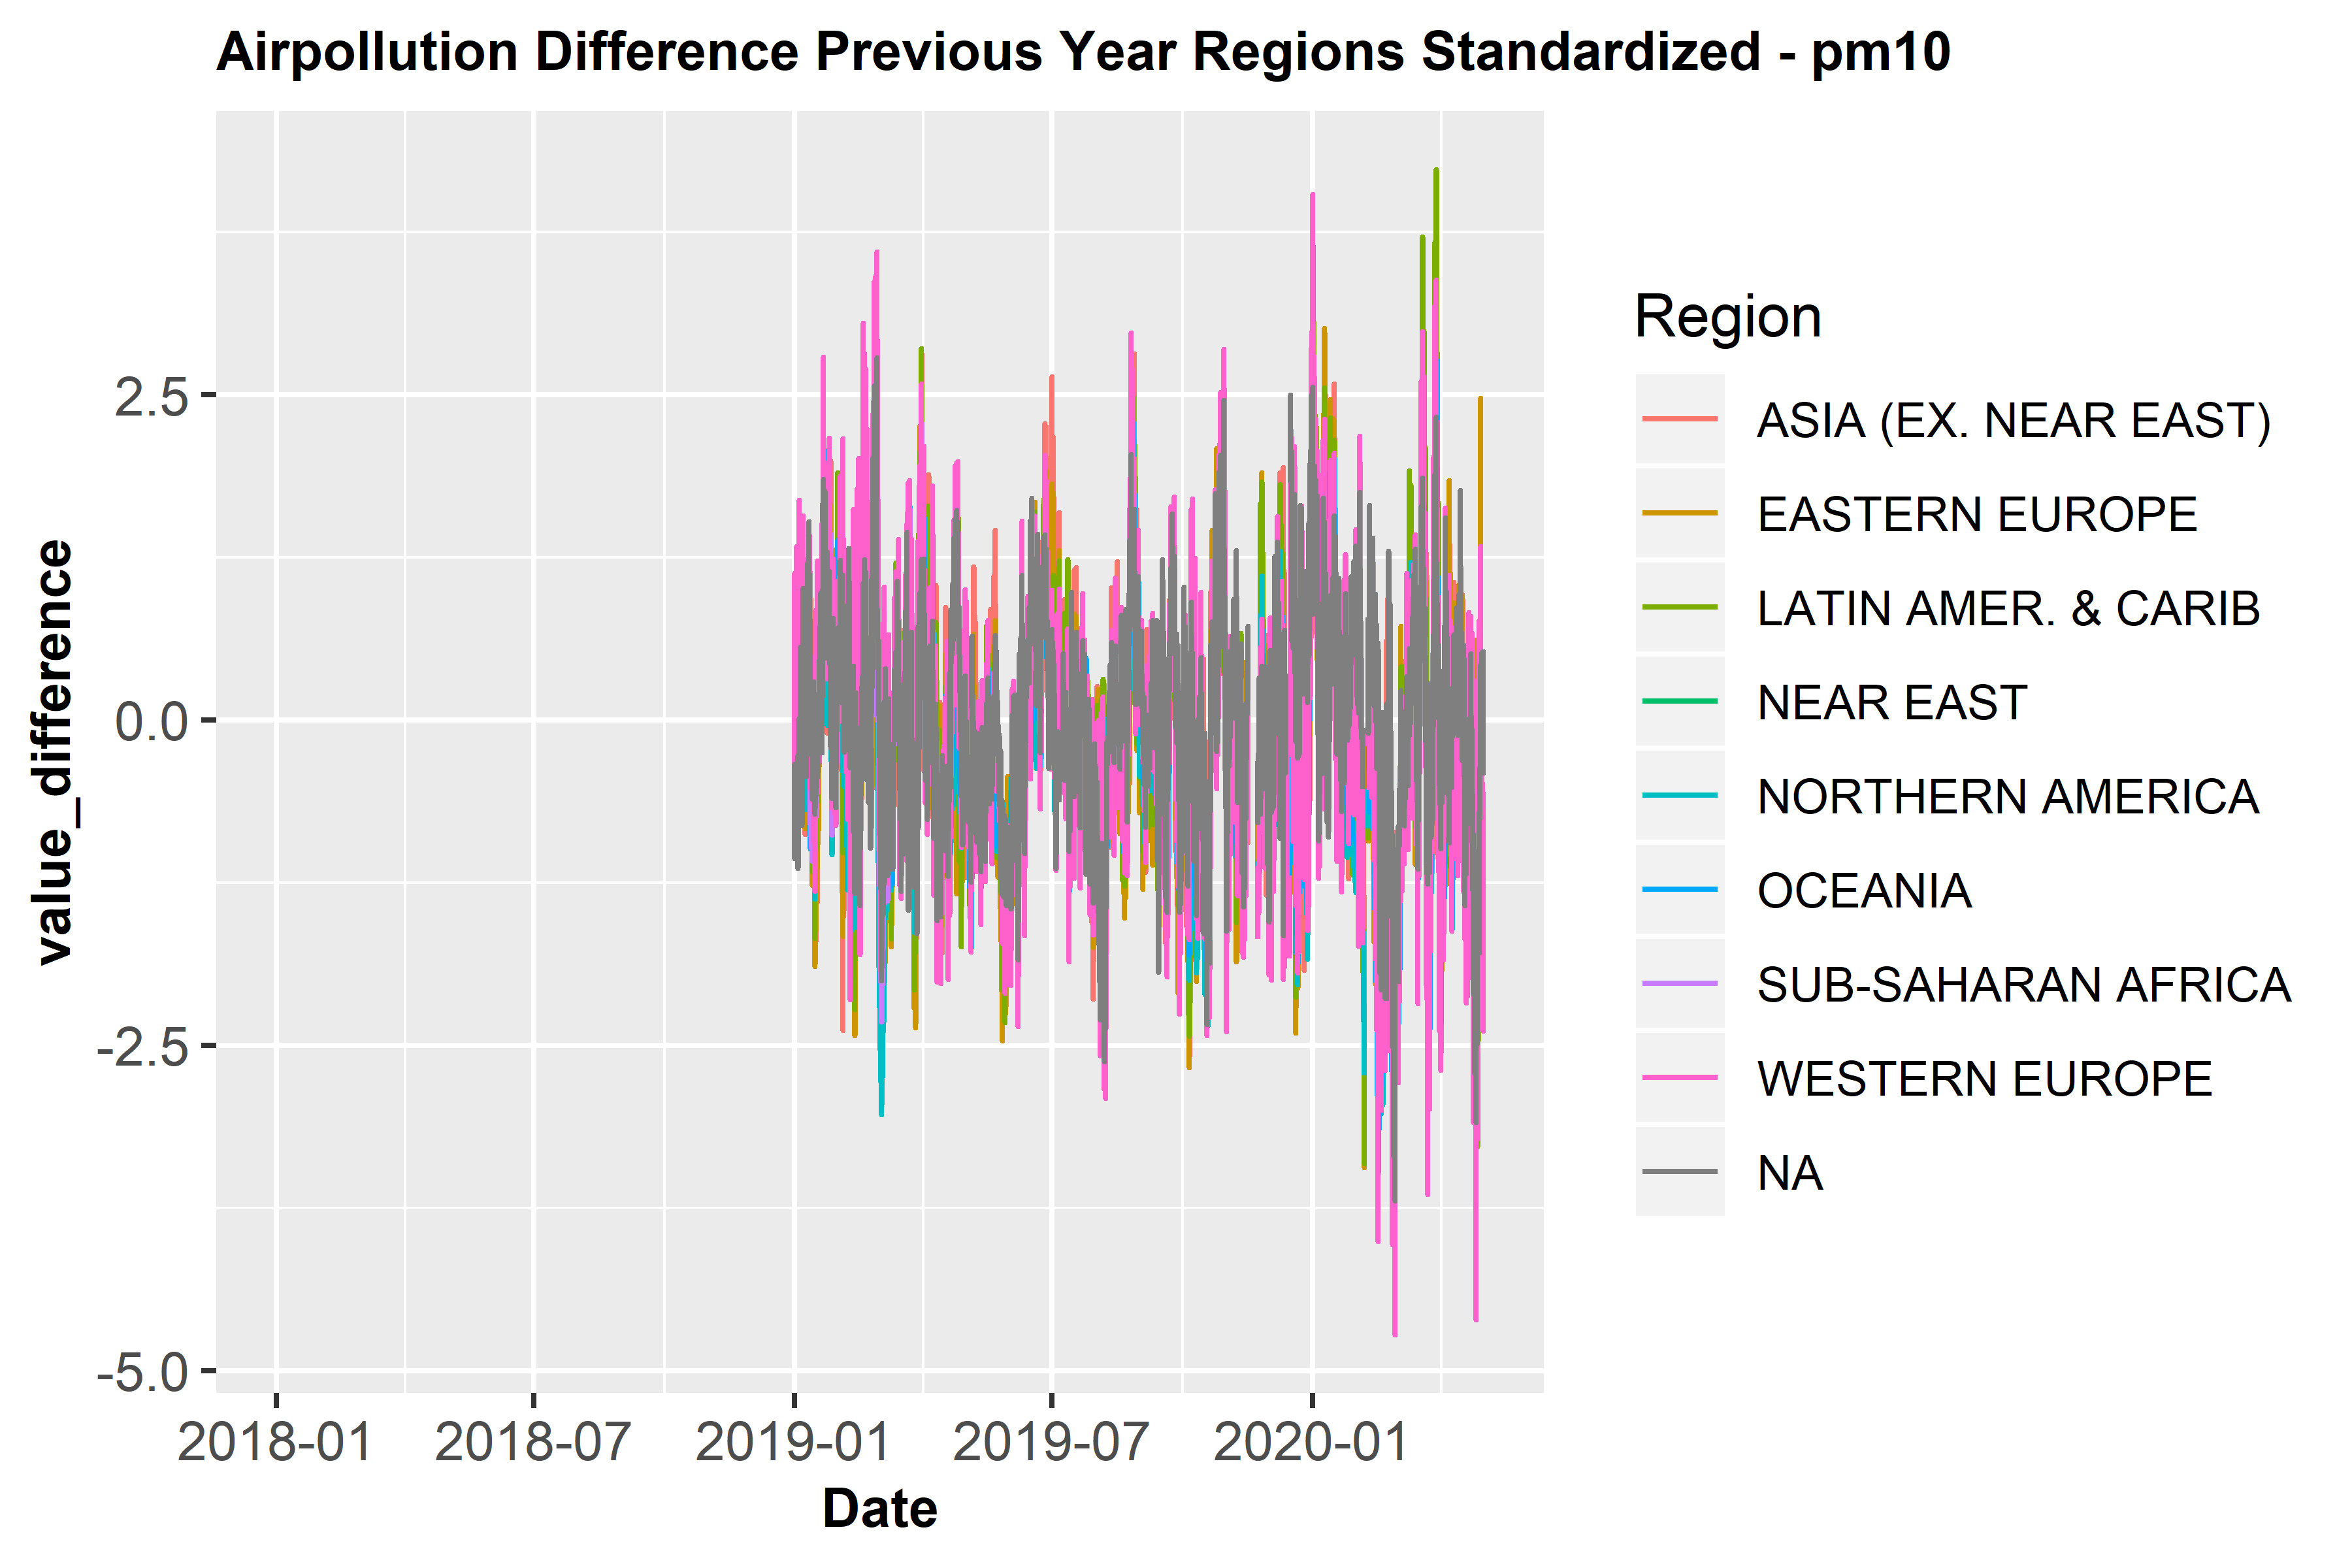 Airpollution Difference Previous Year Regions Standardized - pm10
value_difference
2.5
0.0
-2.5
-5.0
2018-01
2018-07
2019-01
2019-07
2020-01
Date
Region
ASIA (EX. NEAR EAST)
EASTERN EUROPE
LATIN AMER. & CARIB
NEAR EAST
NORTHERN AMERICA
OCEANIA
SUB-SAHARAN AFRICA
WESTERN EUROPE
NA